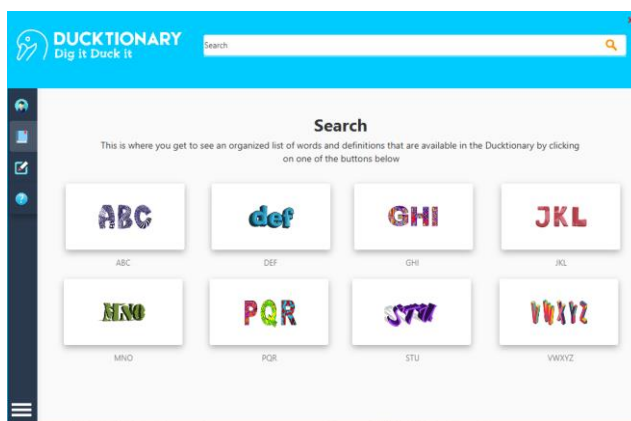 DUCKTIONARY
Dig it Duck it
Search
Search
This is where you get to see an organized list of words and definitions that are available in the Ducktionary by clicking
on one of the buttons below
ABC
def
GHI
JKL
ABC
DEF
GHI
JKL
MNO
PQR
STU
VWXYZ
MNO
PQR
STU
VWXYZ